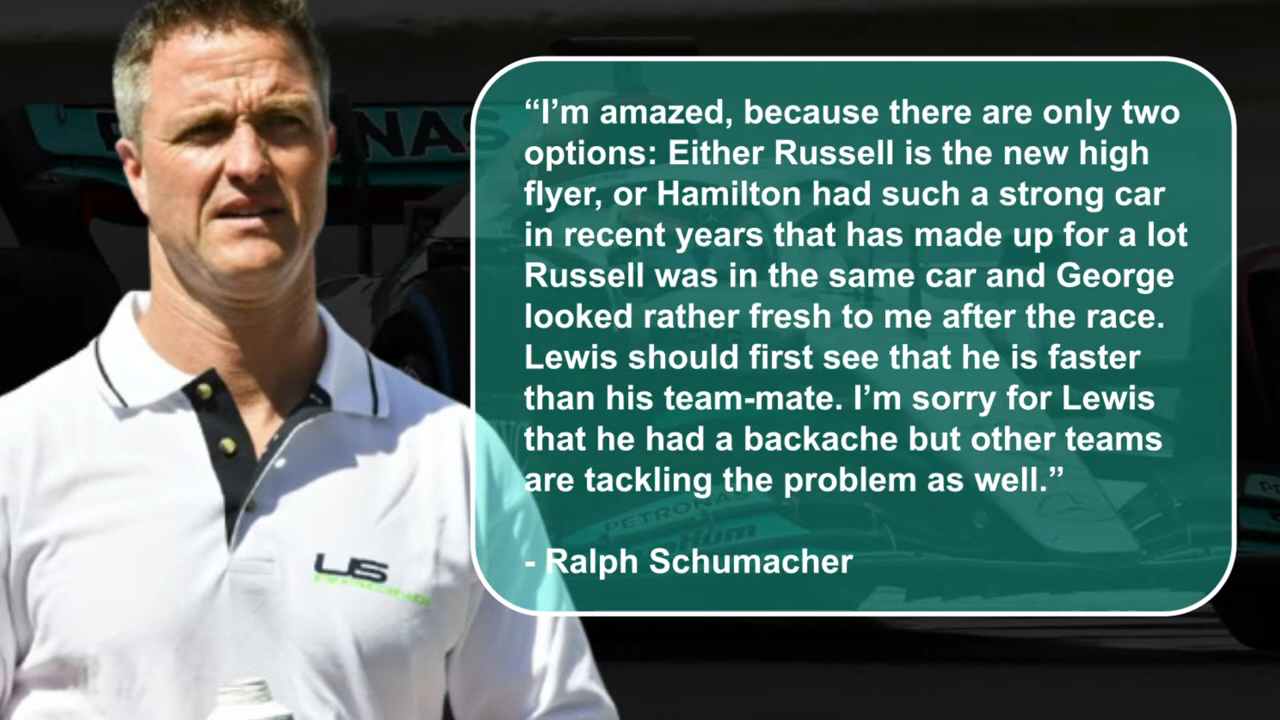 NAS
“I’m amazed, because there are only two
options: Either Russell is the new high
flyer, or Hamilton had such a strong car
in recent years that has made up for a lot
Russell was in the same car and George
looked rather fresh to me after the race.
Lewis should first see that he is faster
than his team-mate. I’m sorry for Lewis
that he had a backache but other teams
are tackling the problem as well.”
- Ralph Schumacher
PETRONAS
US